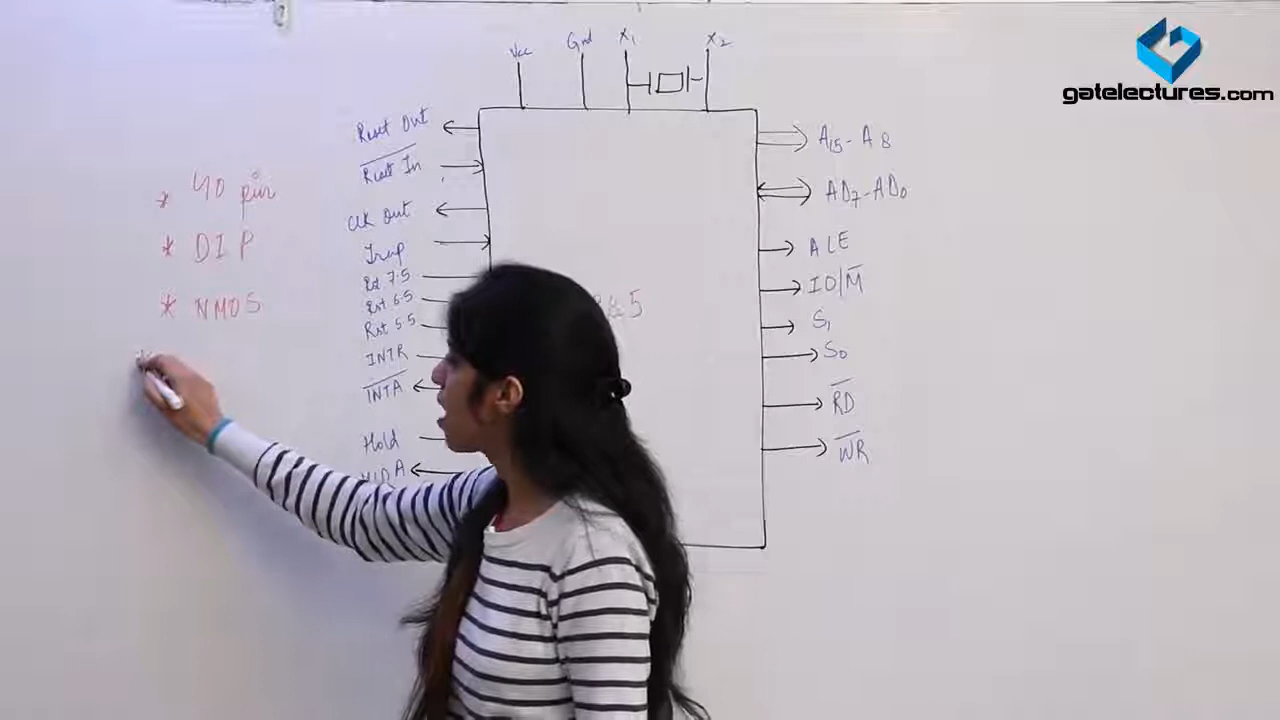 gatelectures.com
Vcc Gnd X1 X2
* 40 pin
* DIP
* NMOS
Reset Out
Reset In
Clk Out
Trap
Rst 7.5
Rst 6.5
Rst 5.5
INTR
INTA
Hold
A15-A8
AD7-AD0
ALE
IO/M
S1
S0
RD
WR